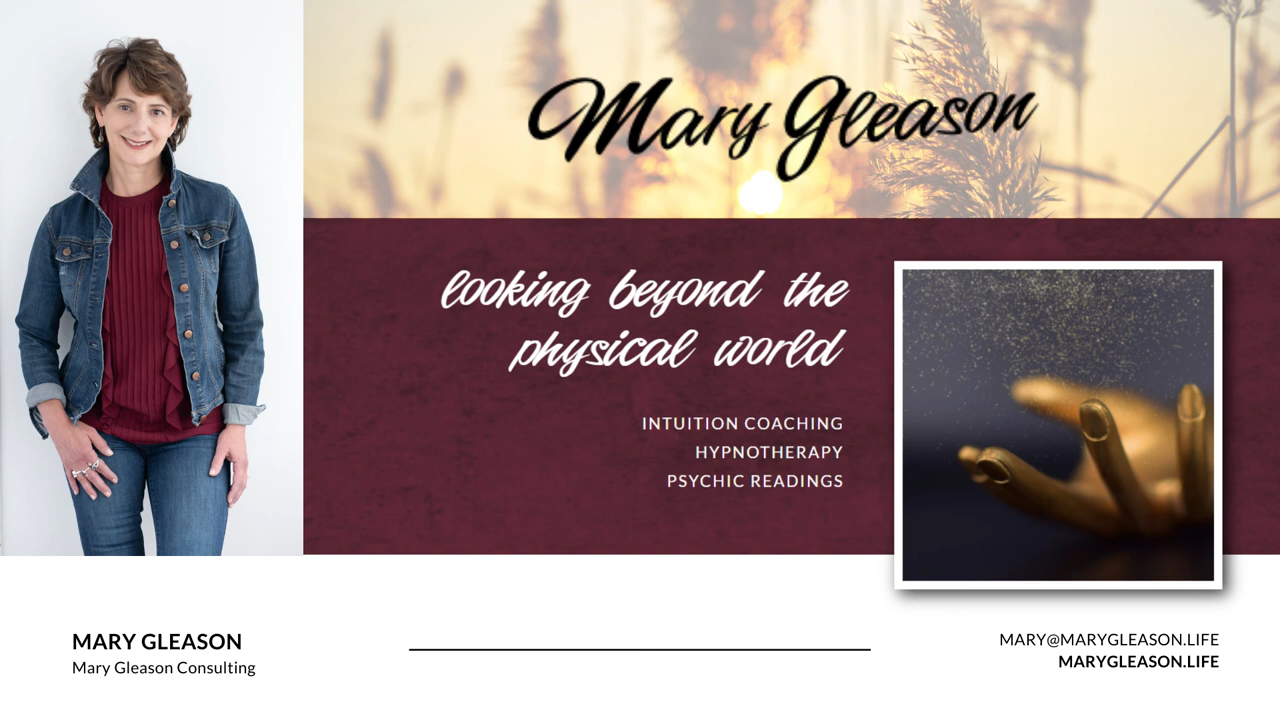 Mary Gleason
looking beyond the
physical world
INTUITION COACHING
HYPNOTHERAPY
PSYCHIC READINGS
MARY GLEASON
Mary Gleason Consulting
MARY@MARYGLEASON.LIFE
MARYGLEASON.LIFE